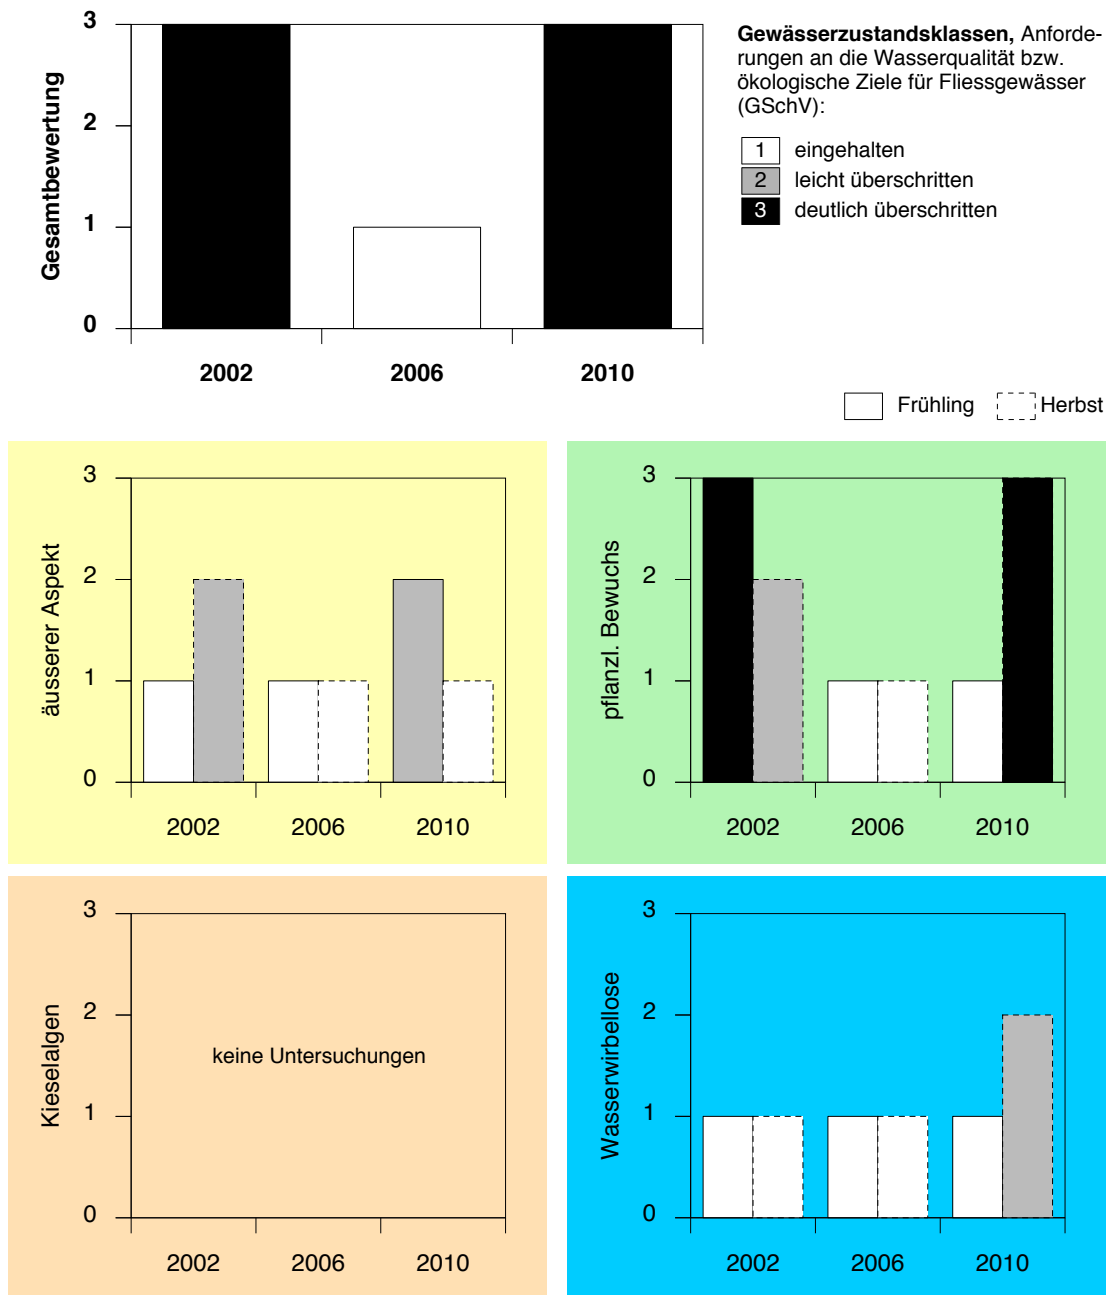 Gesamtbewertung
3
2
1
0
2002 2006 2010
Gewässerzustandsklassen, Anforde-
rungen an die Wasserqualität bzw.
ökologische Ziele für Fliessgewässer
(GSchV):
1 eingehalten
2 leicht überschritten
3 deutlich überschritten
Frühling Herbst
äusserer Aspekt
3
2
1
0
2002 2006 2010
pflanzl. Bewuchs
3
2
1
0
2002 2006 2010
Kieselalgen
3
2
1
0
keine Untersuchungen
2002 2006 2010
Wasserwirbellose
3
2
1
0
2002 2006 2010